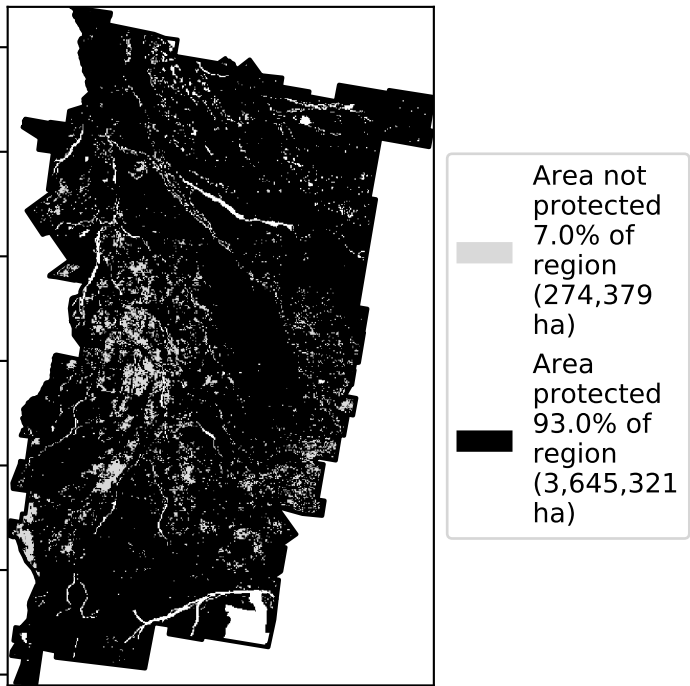 Area not
protected
7.0% of
region
(274,379
ha)
Area
protected
93.0% of
region
(3,645,321
ha)